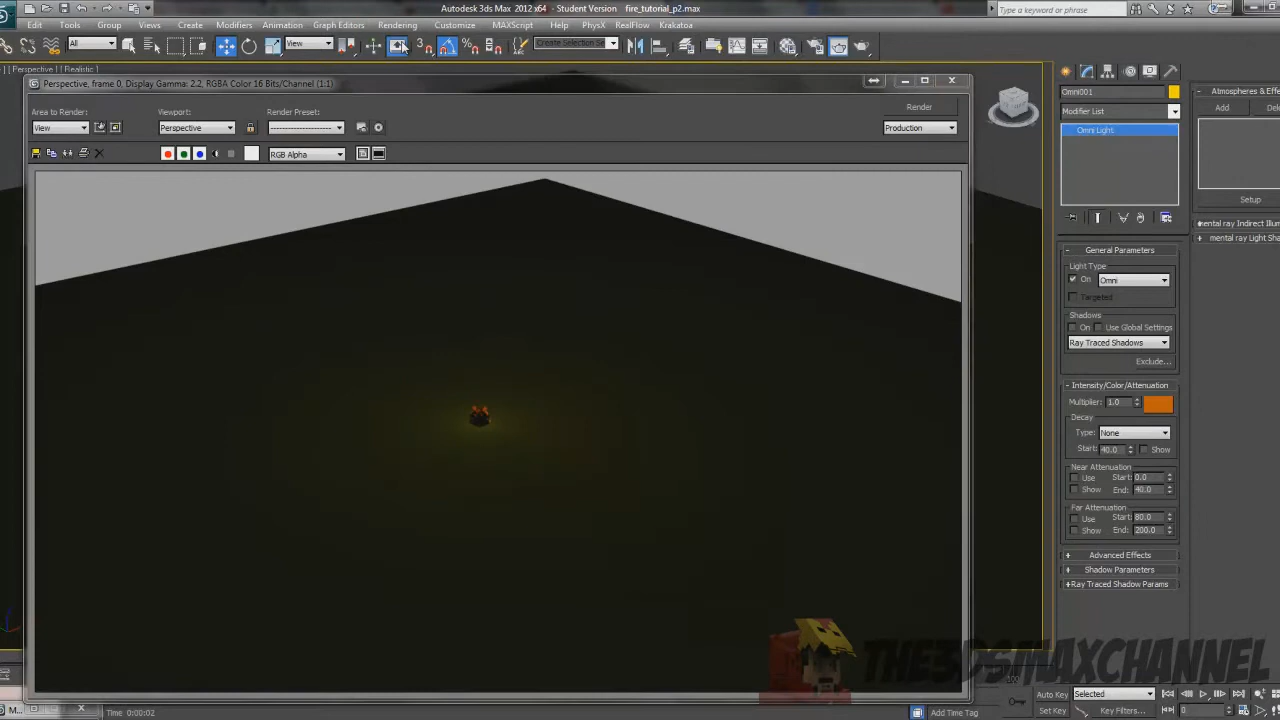 Autodesk 3ds Max 2012 x64 - Student Version fire_tutorial_p2.max
Type a keyword or phrase
Edit Tools Group Views Create Modifiers Animation Graph Editors Rendering Customize MAXScript Help PhysX RealFlow Krakatoa
All View Create Selection Se
Perspective ] Realistic ]
Perspective, frame 0, Display Gamma: 2.2, RGBA Color 16 Bits/Channel (1:1)
Area to Render: Viewport: Render Preset: Render
View Perspective Production
RGB Alpha
Omni001
Modifier List
Omni Light
Atmospheres & Effe
Add Dele
Setup
mental ray Indirect Illum
mental ray Light Sha
General Parameters
Light Type
On Omni
Targeted
Shadows
On Use Global Settings
Ray Traced Shadows
Exclude...
Intensity/Color/Attenuation
Multiplier: 1.0
Decay
Type: None
Start: 40.0 Show
Near Attenuation
Use Start: 0.0
Show End: 40.0
Far Attenuation
Use Start: 80.0
Show End: 200.0
Advanced Effects
Shadow Parameters
Ray Traced Shadow Params
THE3DSMAXCHANNEL
100
Auto Key Selected
Set Key Key Filters... 0
M... Time: 0:00:02 Add Time Tag